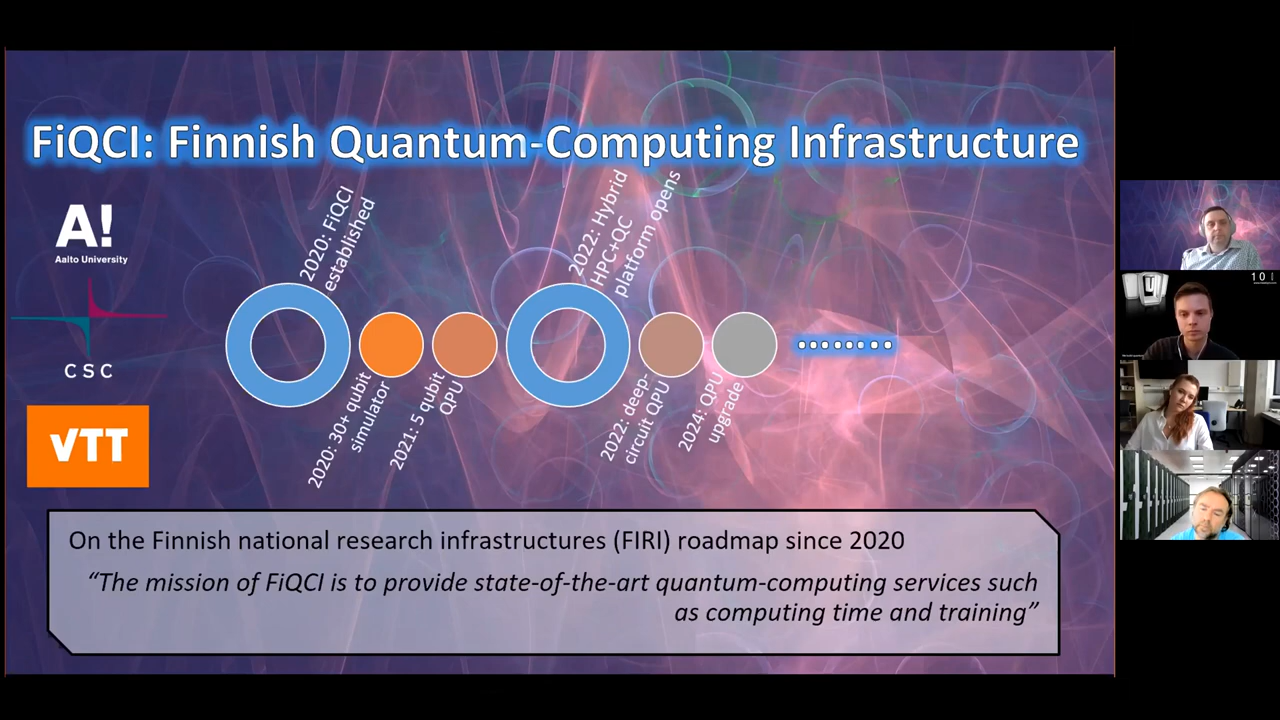 FiQCI: Finnish Quantum-Computing Infrastructure
A!
Aalto University
CSC
VTT
2020: FiQCI
established
2020: 30+ qubit
simulator
2021: 5 qubit
QPU
2022: Hybrid
HPC+QC
platform opens
2022: deep-
circuit QPU
2024: QPU
upgrade
On the Finnish national research infrastructures (FIRI) roadmap since 2020
“The mission of FiQCI is to provide state-of-the-art quantum-computing services such
as computing time and training”